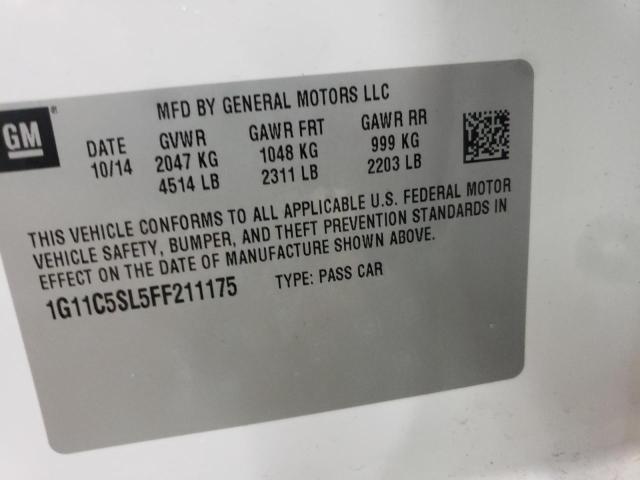 GM®
MFD BY GENERAL MOTORS LLC
DATE GVWR GAWR FRT GAWR RR
10/14 2047 KG 1048 KG 999 KG
4514 LB 2311 LB 2203 LB
THIS VEHICLE CONFORMS TO ALL APPLICABLE U.S. FEDERAL MOTOR
VEHICLE SAFETY, BUMPER, AND THEFT PREVENTION STANDARDS IN
EFFECT ON THE DATE OF MANUFACTURE SHOWN ABOVE.
1G11C5SL5FF211175 TYPE: PASS CAR